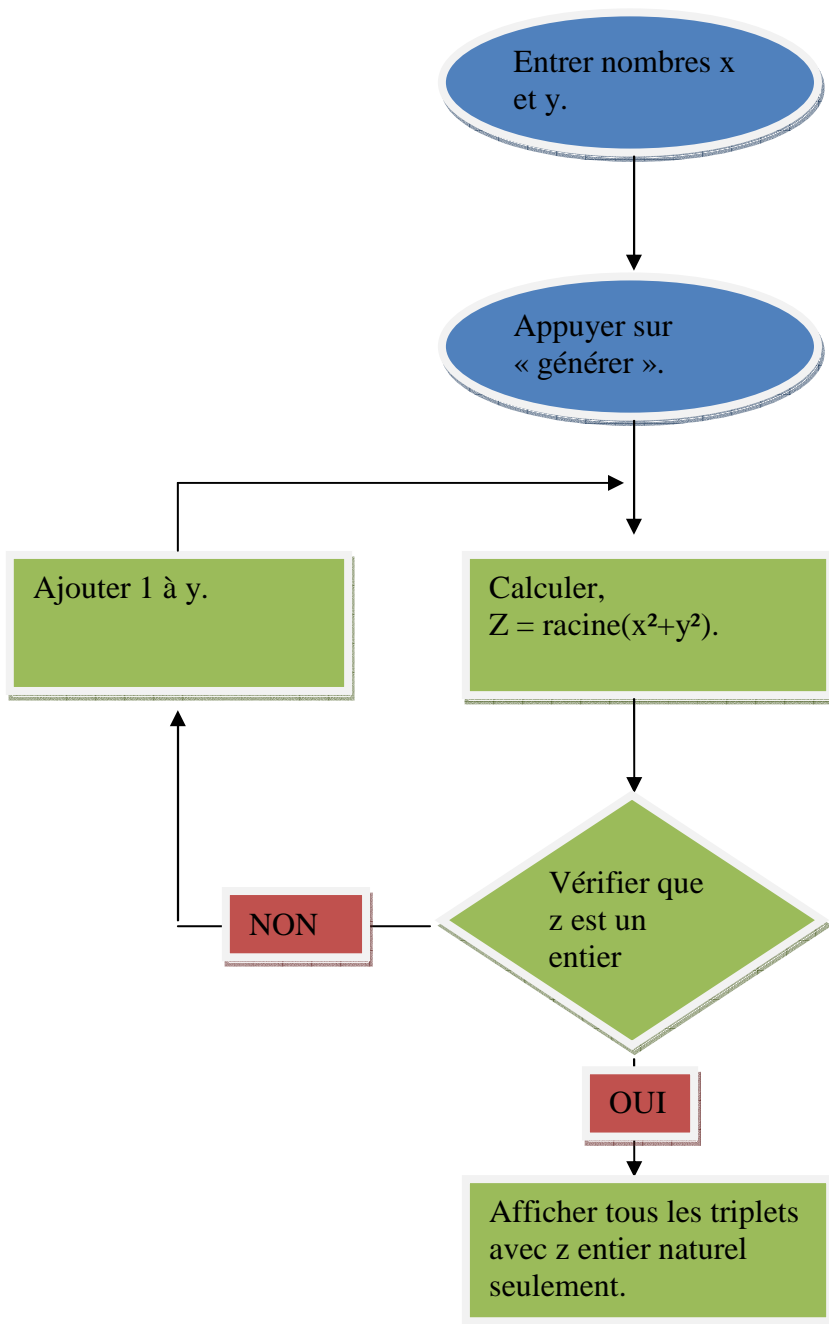 Entrer nombres x
et y.
Appuyer sur
« générer ».
Ajouter 1 à y.
Calculer,
Z = racine(x²+y²).
Vérifier que
z est un
entier
NON
OUI
Afficher tous les triplets
avec z entier naturel
seulement.